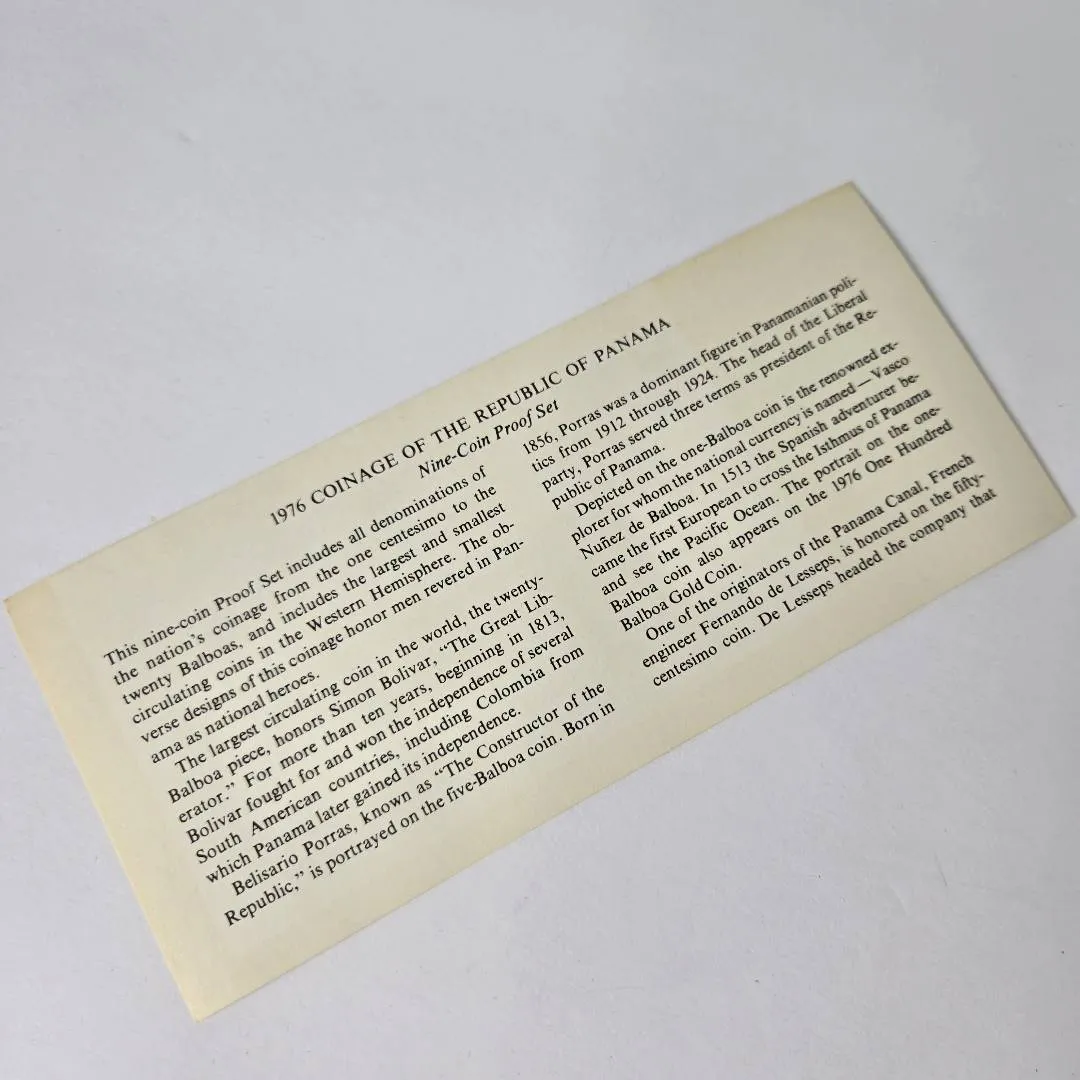 1976 COINAGE OF THE REPUBLIC OF PANAMA
Nine-Coin Proof Set
This nine-coin Proof Set includes all denominations of
the nation's coinage from the one centesimo to the
twenty Balboas, and includes the largest and smallest
circulating coins in the Western Hemisphere. The ob-
verse designs of this coinage honor men revered in Pan-
ama as national heroes.
The largest circulating coin in the world, the twenty-
Balboa piece, honors Simon Bolivar, "The Great Lib-
erator." For more than ten years, beginning in 1813,
Bolivar fought for and won the independence of several
South American countries, including Colombia from
which Panama later gained its independence.
Belisario Porras, known as "The Constructor of the
Republic," is portrayed on the five-Balboa coin. Born in
1856, Porras was a dominant figure in Panamanian poli-
tics from 1912 through 1924. The head of the Liberal
party, Porras served three terms as president of the Re-
public of Panama.
Depicted on the one-Balboa coin is the renowned ex-
plorer for whom the national currency is named — Vasco
Nuñez de Balboa. In 1513 the Spanish adventurer be-
came the first European to cross the Isthmus of Panama
and see the Pacific Ocean. The portrait on the one-
Balboa coin also appears on the 1976 One Hundred
Balboa Gold Coin.
One of the originators of the Panama Canal, French
engineer Fernando de Lesseps, is honored on the fifty-
centesimo coin. De Lesseps headed the company that